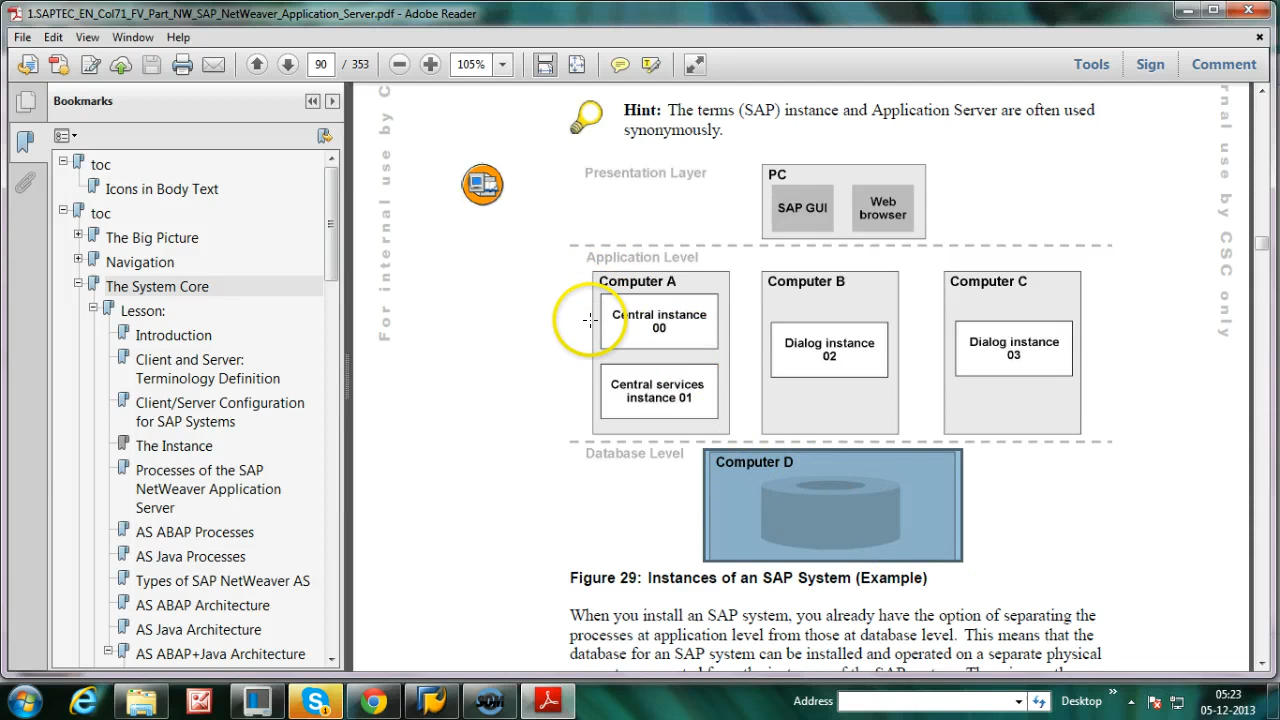 1.SAPTEC_EN_Col71_FV_Part_NW_SAP_NetWeaver_Application_Server.pdf - Adobe Reader
File Edit View Window Help
90 / 353 105% Tools Sign Comment
Bookmarks
toc
Icons in Body Text
toc
The Big Picture
Navigation
The System Core
Lesson:
Introduction
Client and Server:
Terminology Definition
Client/Server Configuration
for SAP Systems
The Instance
Processes of the SAP
NetWeaver Application
Server
AS ABAP Processes
AS Java Processes
Types of SAP NetWeaver AS
AS ABAP Architecture
AS Java Architecture
AS ABAP+Java Architecture
For internal use by C
Hint: The terms (SAP) instance and Application Server are often used
synonymously.
Presentation Layer
PC
SAP GUI
Web
browser
Application Level
Computer A
Central instance
00
Central services
instance 01
Computer B
Dialog instance
02
Computer C
Dialog instance
03
Database Level
Computer D
Figure 29: Instances of an SAP System (Example)
When you install an SAP system, you already have the option of separating the
processes at application level from those at database level. This means that the
database for an SAP system can be installed and operated on a separate physical
rnal use by CSC only
Address
Desktop
05:23
05-12-2013